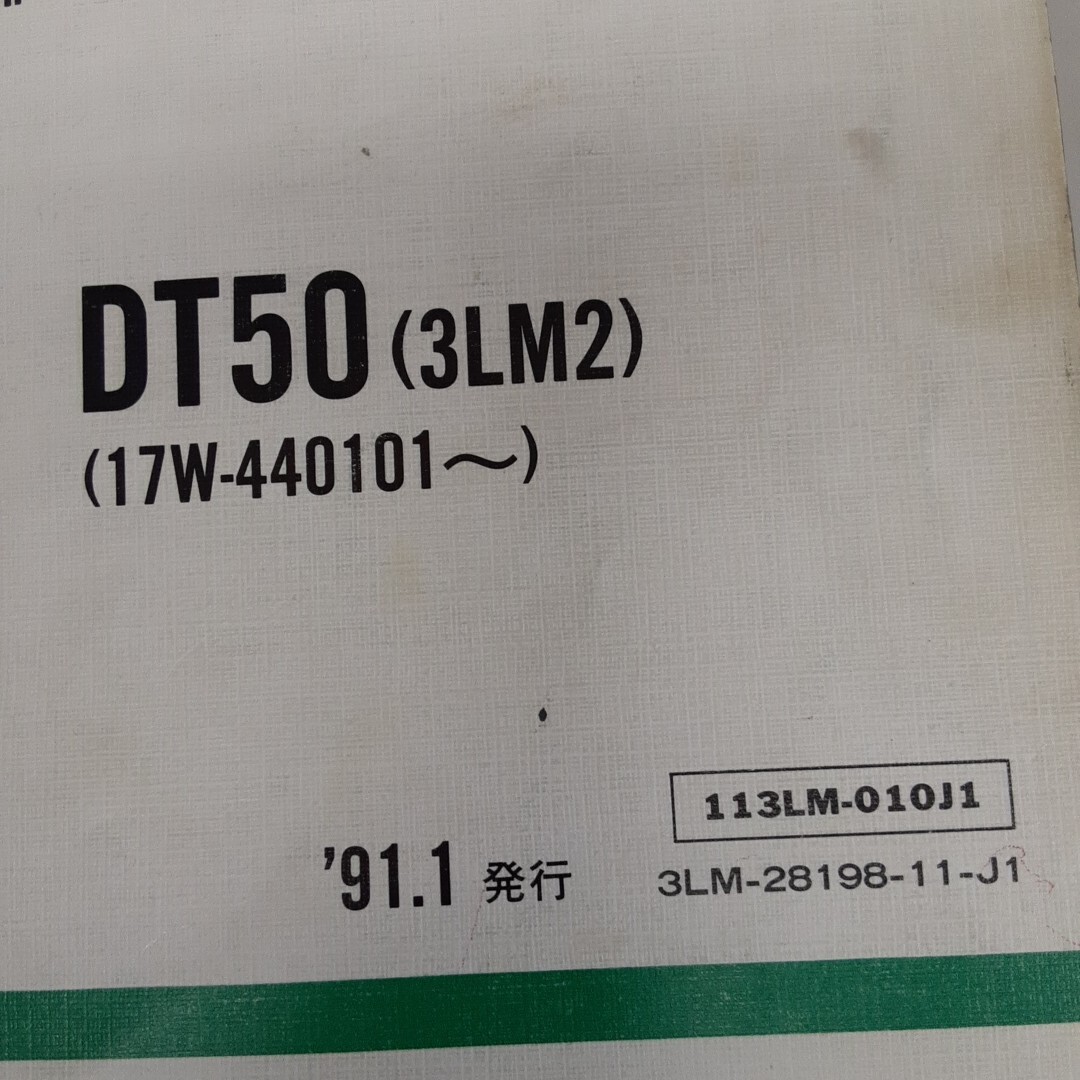 DT50 (3LM2)
(17W-440101〜)
113LM-010J1
'91.1 発行
3LM-28198-11-J1